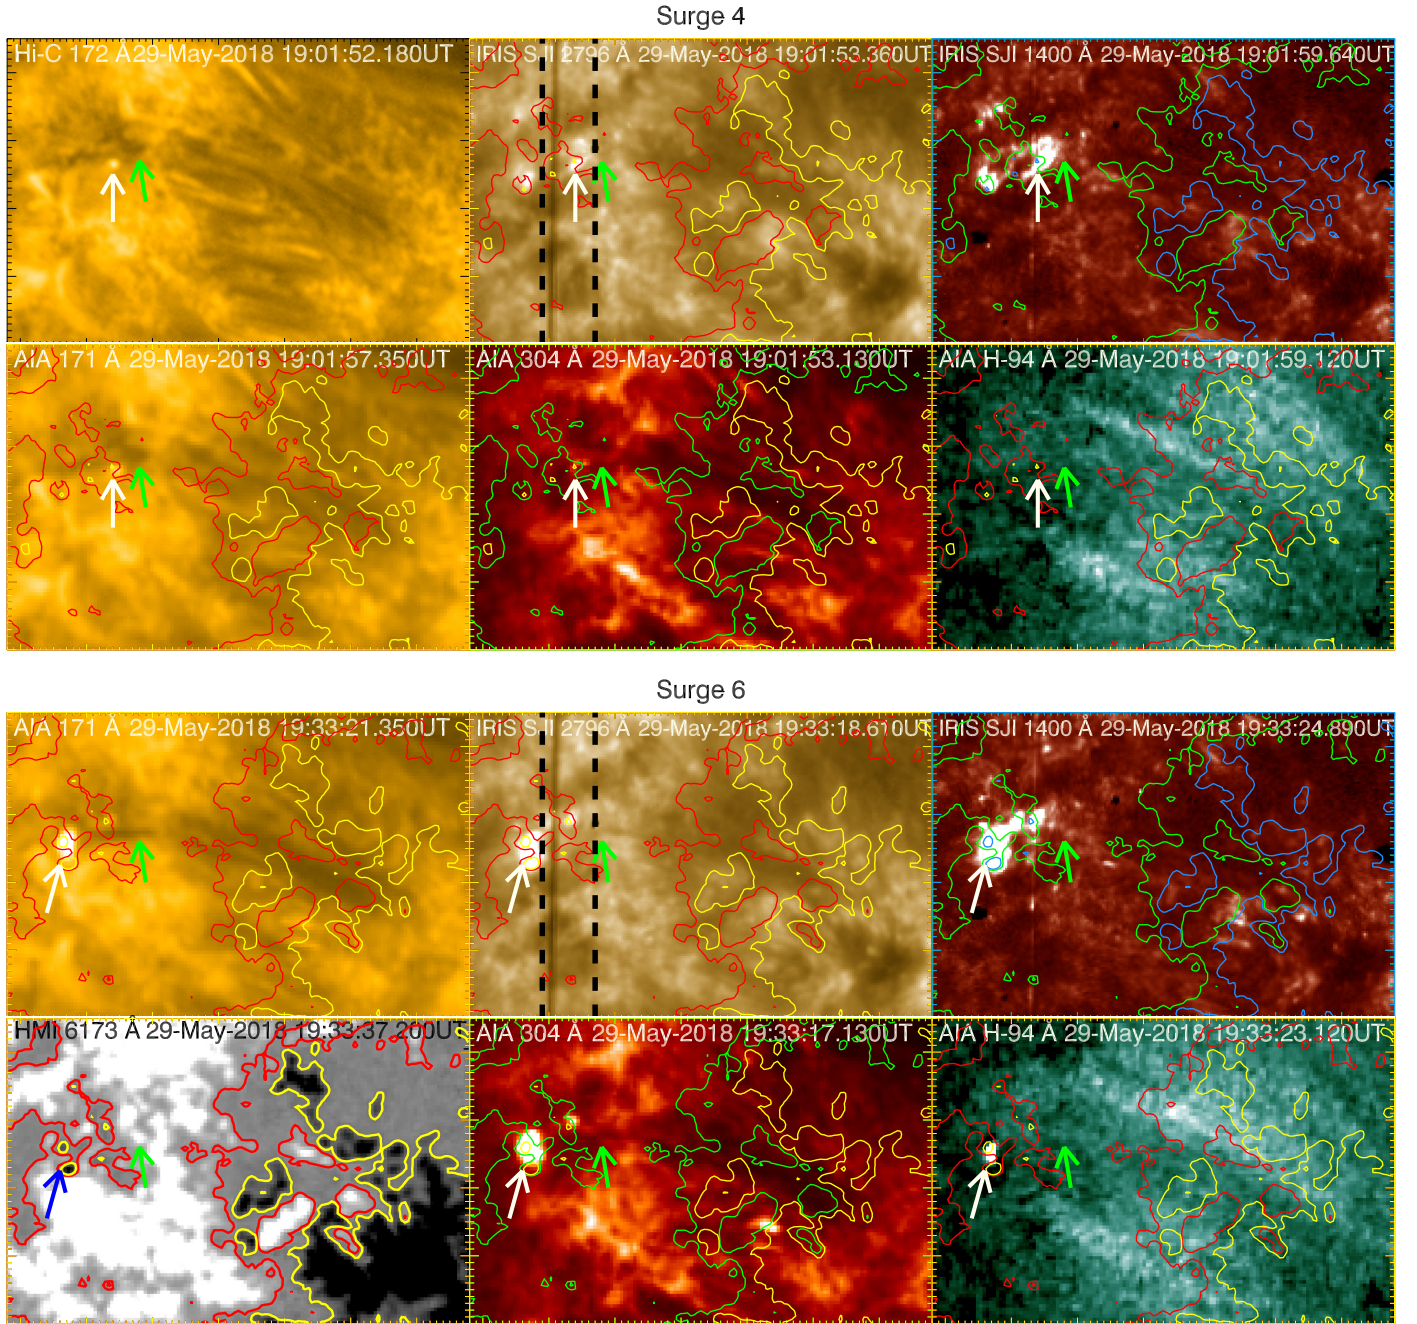 Surge 4
Hi-C 172 Å29-May-2018 19:01:52.180UT
IRIS SJI 2796 Å 29-May-2018 19:01:53.360UT
IRIS SJI 1400 Å 29-May-2018 19:01:59.640UT
AIA 171 Å 29-May-2018 19:01:57.350UT
AIA 304 Å 29-May-2018 19:01:53.130UT
AIA H-94 Å 29-May-2018 19:01:59.120UT
Surge 6
AIA 171 Å 29-May-2018 19:33:21.350UT
IRIS SJI 2796 Å 29-May-2018 19:33:18.610UT
IRIS SJI 1400 Å 29-May-2018 19:33:24.890UT
HMI 6173 Å 29-May-2018 19:33:37.200UT
AIA 304 Å 29-May-2018 19:33:17.130UT
AIA H-94 Å 29-May-2018 19:33:23.120UT